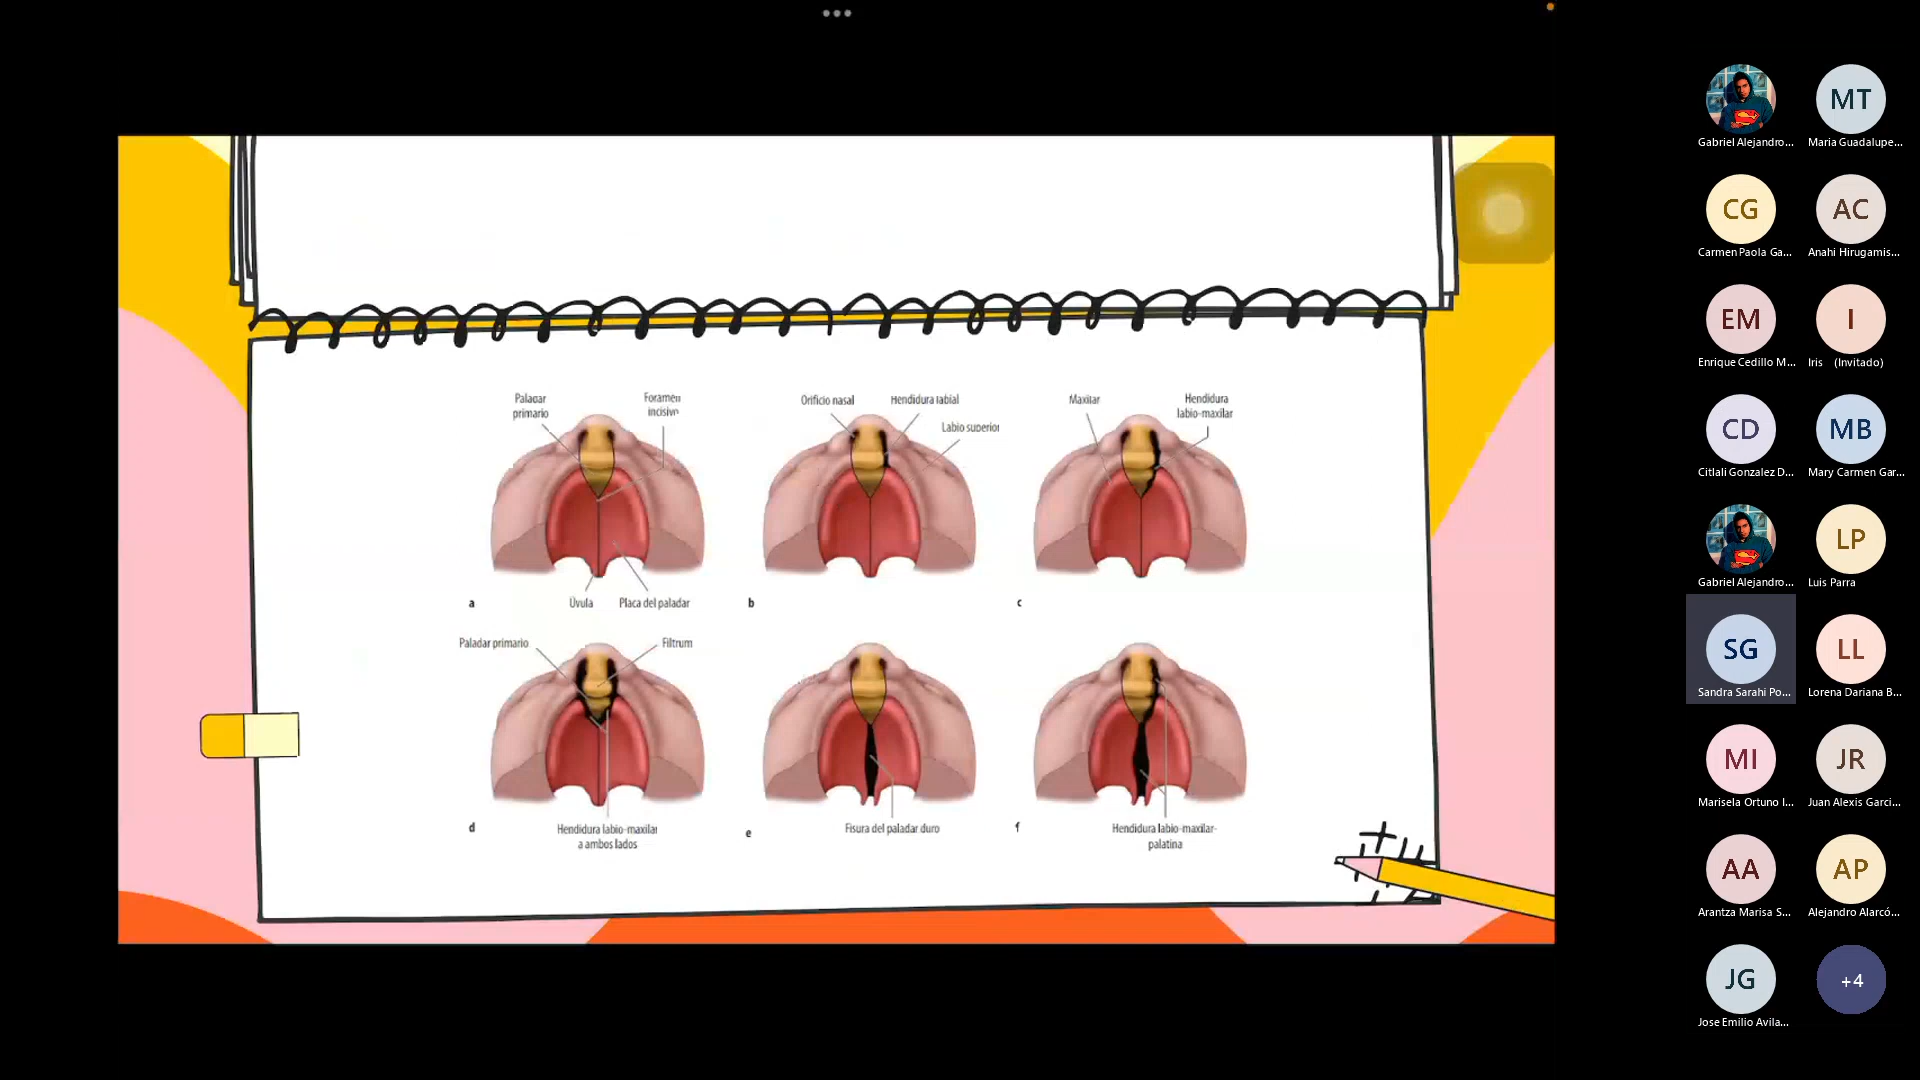 Paladar
primario
Foramen
incisivo
Orificio nasal
Hendidura labial
Labio superior
Maxilar
Hendidura
labio-maxilar
a
Úvula
Placa del paladar
b
c
Paladar primario
Filtrum
d
Hendidura labio-maxilar
a ambos lados
e
Fisura del paladar duro
f
Hendidura labio-maxilar-
palatina
Gabriel Alejandro...
MT
Maria Guadalupe...
CG
Carmen Paola Ga...
AC
Anahi Hirugamis...
EM
Enrique Cedillo M...
I
Iris (Invitado)
CD
Citlali Gonzalez D...
MB
Mary Carmen Gar...
Gabriel Alejandro...
LP
Luis Parra
SG
Sandra Sarahi Po...
LL
Lorena Dariana B...
MI
Marisela Ortuno I...
JR
Juan Alexis Garci...
AA
Arantza Marisa S...
AP
Alejandro Alarcó...
JG
Jose Emilio Avila...
+4